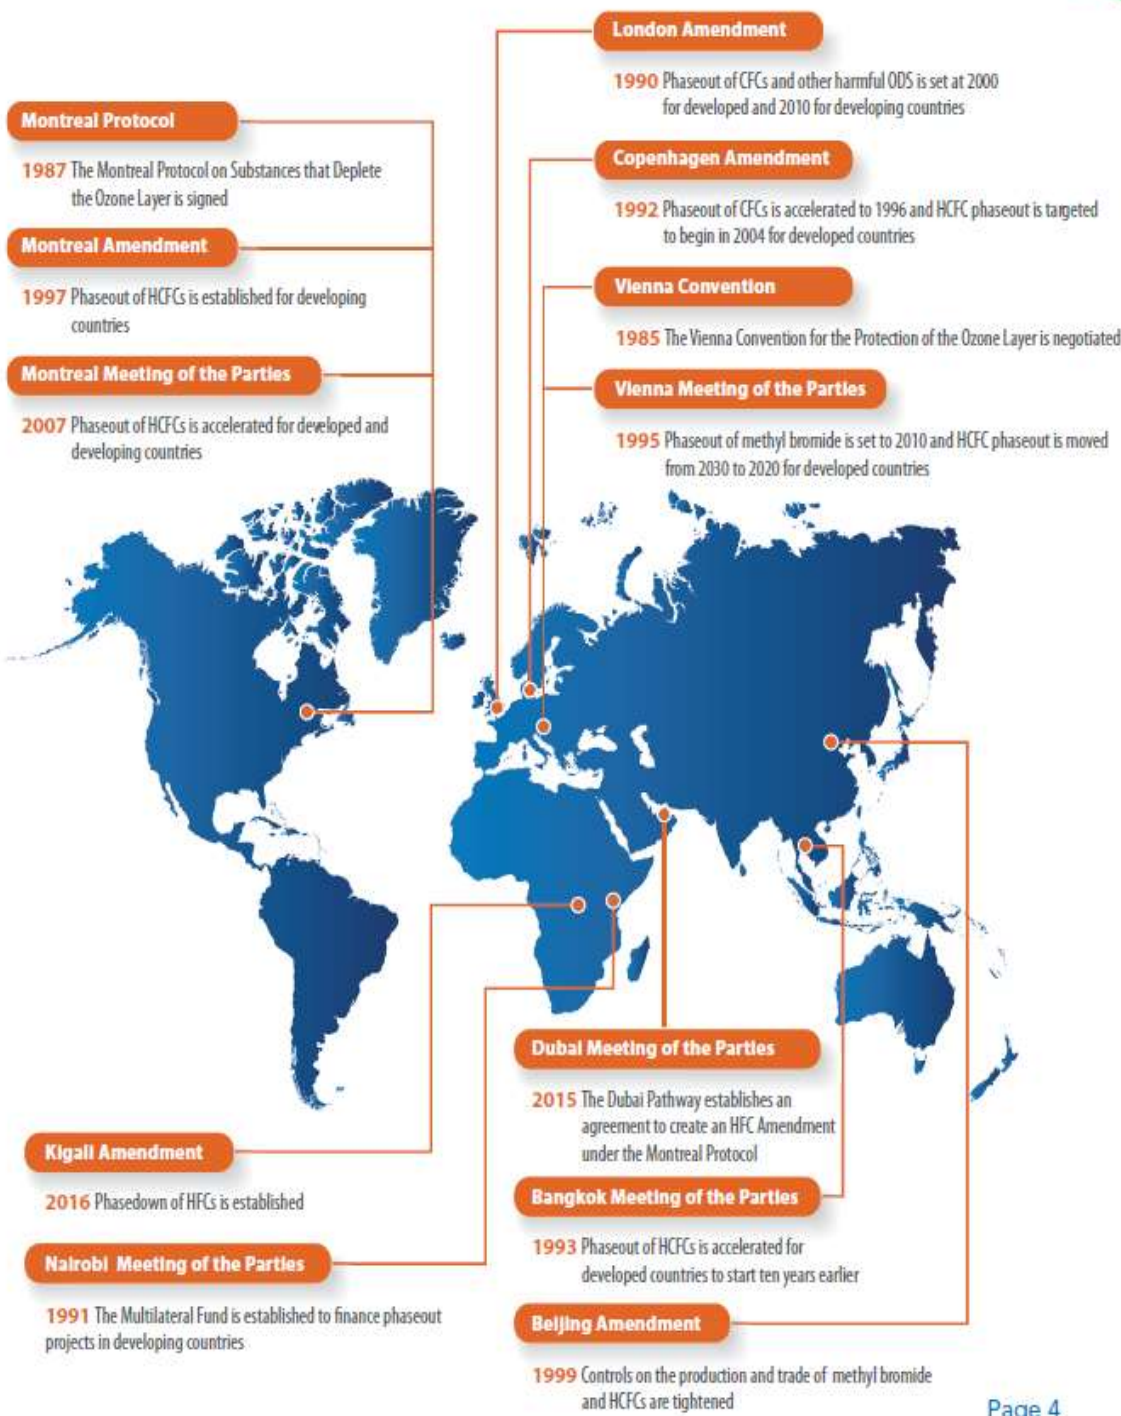 London Amendment
1990 Phaseout of CFCs and other harmful ODS is set at 2000
for developed and 2010 for developing countries
Montreal Protocol
1987 The Montreal Protocol on Substances that Deplete
the Ozone Layer is signed
Copenhagen Amendment
1992 Phaseout of CFCs is accelerated to 1996 and HCFC phaseout is targeted
to begin in 2004 for developed countries
Montreal Amendment
1997 Phaseout of HCFCs is established for developing
countries
Vienna Convention
1985 The Vienna Convention for the Protection of the Ozone Layer is negotiated
Montreal Meeting of the Parties
2007 Phaseout of HCFCs is accelerated for developed and
developing countries
Vienna Meeting of the Parties
1995 Phaseout of methyl bromide is set to 2010 and HCFC phaseout is moved
from 2030 to 2020 for developed countries
Dubai Meeting of the Parties
2015 The Dubai Pathway establishes an
agreement to create an HFC Amendment
under the Montreal Protocol
Kigali Amendment
2016 Phasedown of HFCs is established
Bangkok Meeting of the Parties
1993 Phaseout of HCFCs is accelerated for
developed countries to start ten years earlier
Nairobi Meeting of the Parties
1991 The Multilateral Fund is established to finance phaseout
projects in developing countries
Beijing Amendment
1999 Controls on the production and trade of methyl bromide
and HCFCs are tightened
Page 4